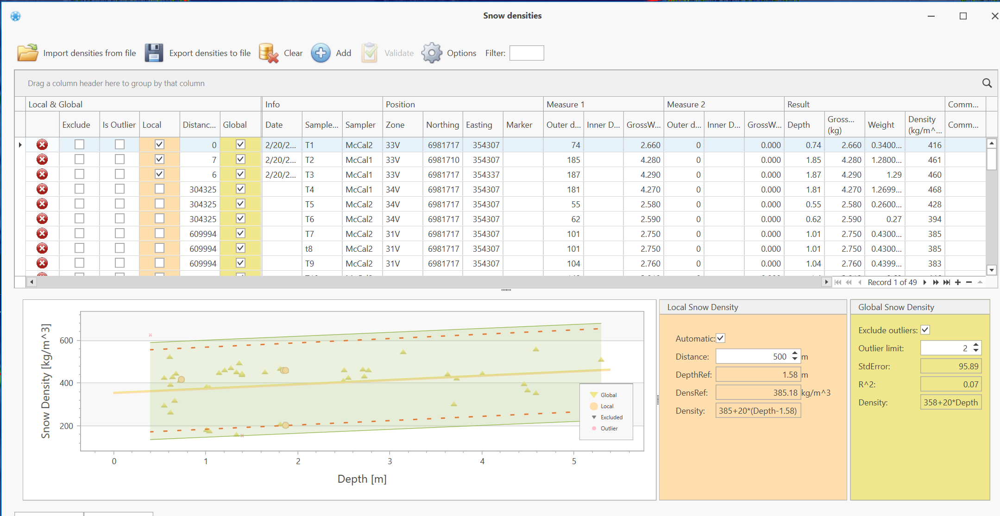 Snow densities
Import densities from file Export densities to file Clear Add Validate Options Filter:
Drag a column header here to group by that column
Local & Global Info Position Measure 1 Measure 2 Result Comm...
Exclude Is Outlier Local Distanc... Global Date Sample... Sampler Zone Northing Easting Marker Outer d... Inner D... GrossW... Outer d... Inner D... GrossW... Depth Gross... (kg) Weight Density (kg/m^... Comm...
0 2/20/2... T1 McCal2 33V 6981717 354307 74 2.660 0 0.000 0.74 2.660 0.3400... 416
7 2/20/2... T2 McCal1 33V 6981710 354307 185 4.280 0 0.000 1.85 4.280 1.2800... 461
6 2/20/2... T3 McCal1 33V 6981717 354337 187 4.290 0 0.000 1.87 4.290 1.29 460
304325 T4 McCal1 34V 6981717 354307 181 4.270 0 0.000 1.81 4.270 1.2699... 468
304325 T5 McCal2 34V 6981717 354307 55 2.580 0 0.000 0.55 2.580 0.2600... 428
304325 T6 McCal2 34V 6981717 354307 62 2.590 0 0.000 0.62 2.590 0.27 394
609994 T7 McCal2 31V 6981717 354307 101 2.750 0 0.000 1.01 2.750 0.4300... 385
609994 t8 McCal2 31V 6981717 354307 101 2.750 0 0.000 1.01 2.750 0.4300... 385
609994 T9 McCal2 31V 6981717 354307 104 2.760 0 0.000 1.04 2.760 0.4399... 383
Record 1 of 49
Snow Density [kg/m^3]
600
400
200
0 1 2 3 4 5
Depth [m]
Global
Local
Excluded
Outlier
Local Snow Density
Automatic:
Distance: 500 m
DepthRef: 1.58 m
DensRef: 385.18 kg/m^3
Density: 385+20*(Depth-1.58)
Global Snow Density
Exclude outliers:
Outlier limit: 2
StdError: 95.89
R^2: 0.07
Density: 358+20*Depth